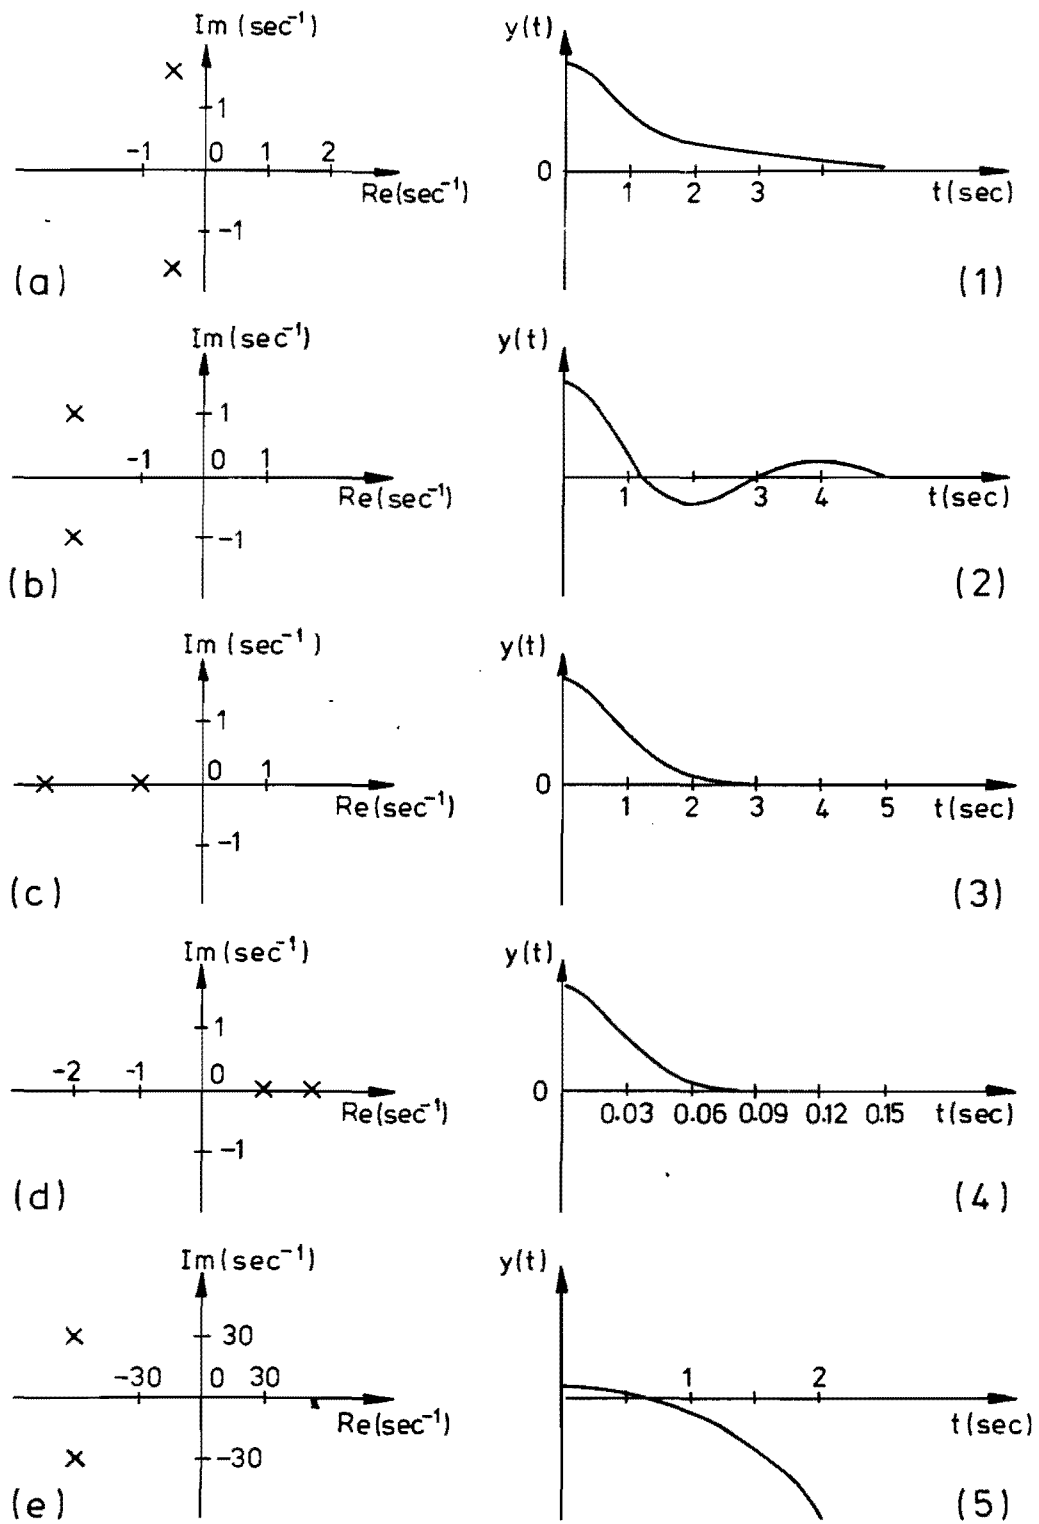 Im (sec⁻¹)
1
-1 0 1 2
Re(sec⁻¹)
-1
(a)
y(t)
0
1 2 3 t(sec)
(1)
Im(sec⁻¹)
1
-1 0 1
Re(sec⁻¹)
-1
(b)
y(t)
1 3 4 t(sec)
(2)
Im (sec⁻¹)
1
0 1
Re(sec⁻¹)
-1
(c)
y(t)
0
1 2 3 4 5 t(sec)
(3)
Im(sec⁻¹)
1
-2 -1 0
Re(sec⁻¹)
-1
(d)
y(t)
0
0.03 0.06 0.09 0.12 0.15 t(sec)
(4)
Im(sec⁻¹)
30
-30 0 30
Re(sec⁻¹)
-30
(e)
y(t)
1 2
t(sec)
(5)